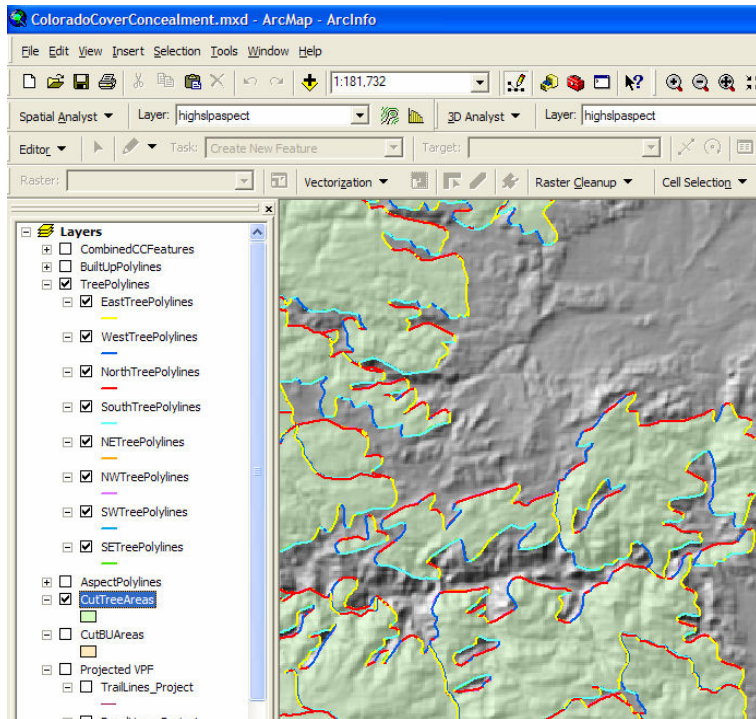 ColoradoCoverConcealment.mxd - ArcMap - ArcInfo
File Edit View Insert Selection Tools Window Help
1:181,732
Spatial Analyst Layer: highslpaspect 3D Analyst Layer: highslpaspect
Editor Task: Create New Feature Target:
Raster: Vectorization Raster Cleanup Cell Selection
Layers
CombinedCCFeatures
BuiltUpPolylines
TreePolylines
EastTreePolylines
WestTreePolylines
NorthTreePolylines
SouthTreePolylines
NETreePolylines
NWTreePolylines
SWTreePolylines
SETreePolylines
AspectPolylines
CutTreeAreas
CutBUAreas
Projected VPF
TrailLines_Project